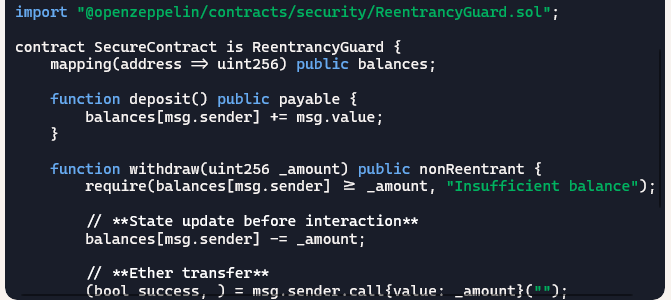 import "@openzeppelin/contracts/security/ReentrancyGuard.sol";
contract SecureContract is ReentrancyGuard {
mapping(address => uint256) public balances;
function deposit() public payable {
balances[msg.sender] += msg.value;
}
function withdraw(uint256 _amount) public nonReentrant {
require(balances[msg.sender] >= _amount, "Insufficient balance");
// **State update before interaction**
balances[msg.sender] -= _amount;
// **Ether transfer**
(bool success, ) = msg.sender.call{value: _amount}("");